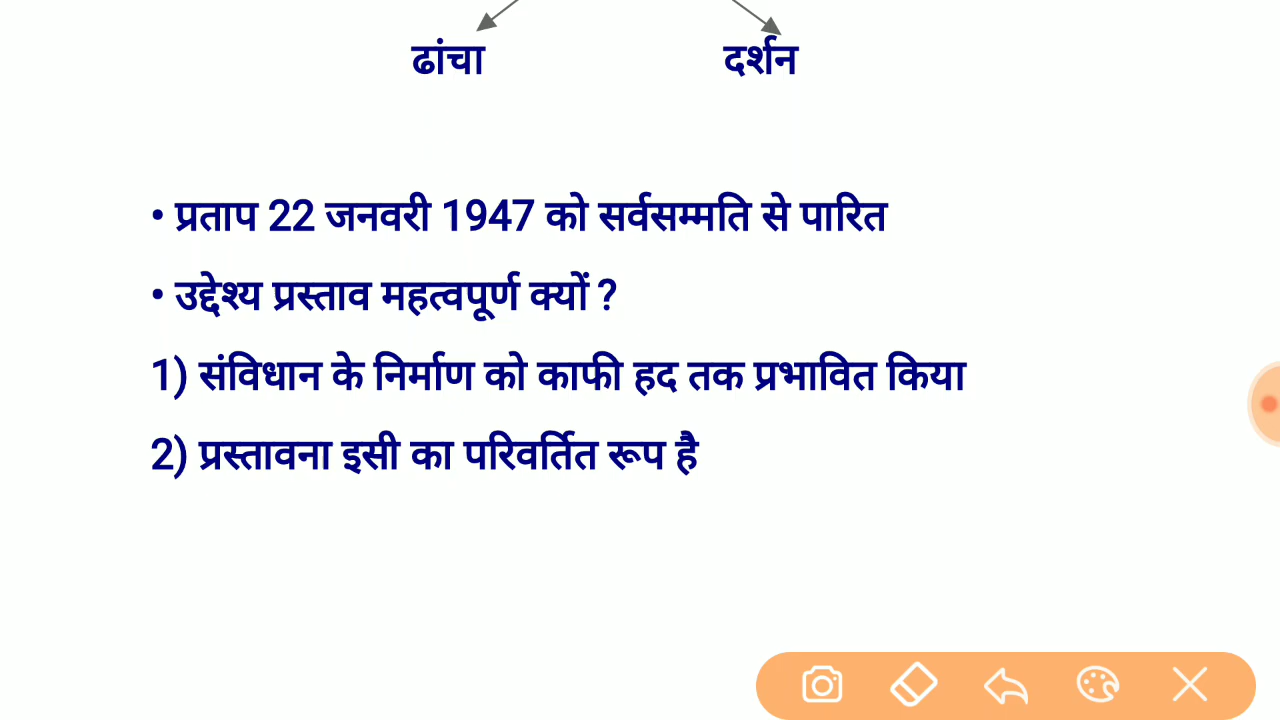 ढांचा दर्शन
• प्रताप 22 जनवरी 1947 को सर्वसम्मति से पारित
• उद्देश्य प्रस्ताव महत्वपूर्ण क्यों ?
1) संविधान के निर्माण को काफी हद तक प्रभावित किया
2) प्रस्तावना इसी का परिवर्तित रूप है